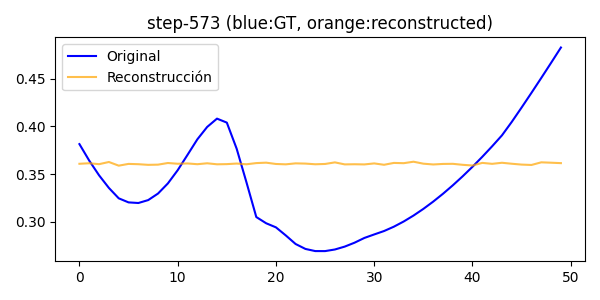 step-573 (blue:GT, orange:reconstructed)
Original
Reconstrucción
0.45
0.40
0.35
0.30
0 10 20 30 40 50